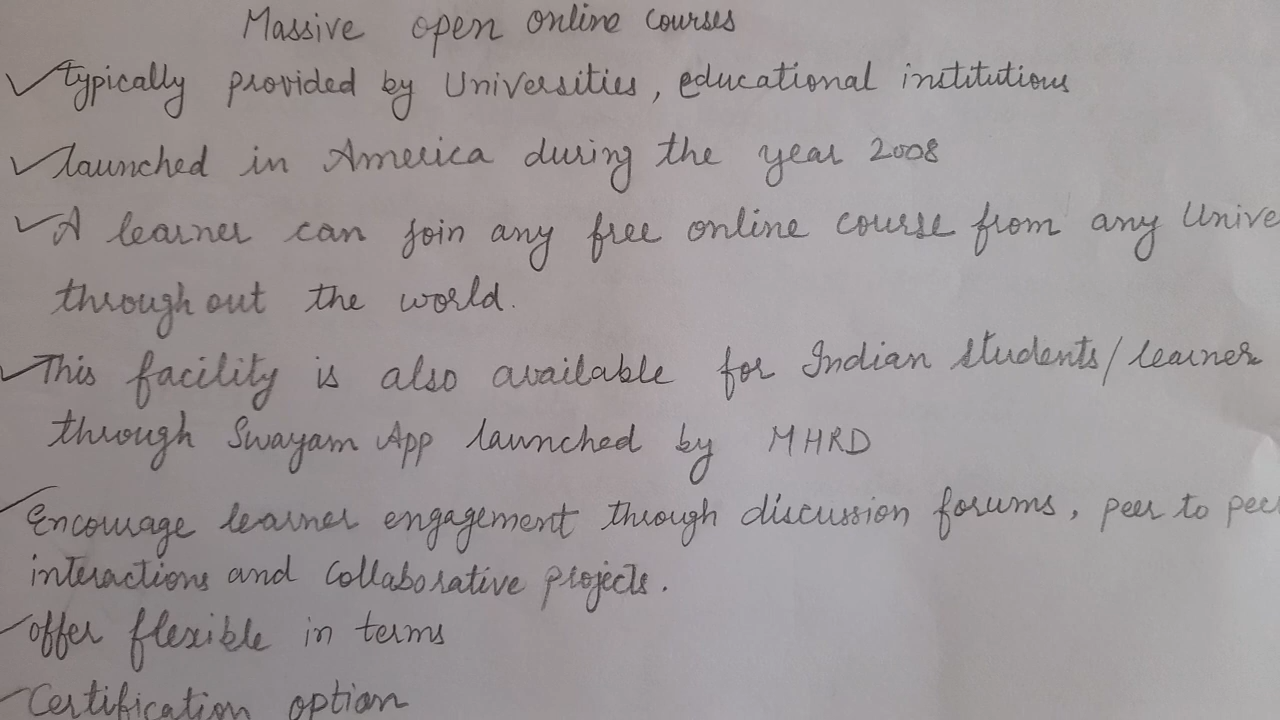 Massive open online courses
typically provided by Universities, educational institutions
launched in America during the year 2008
A learner can join any free online course from any Unive
through out the world.
This facility is also available for Indian students/learner
through Swayam App launched by MHRD
Encourage learner engagement through discussion forums, peer to peer
interactions and collaborative projects.
offer flexible in terms
Certification option